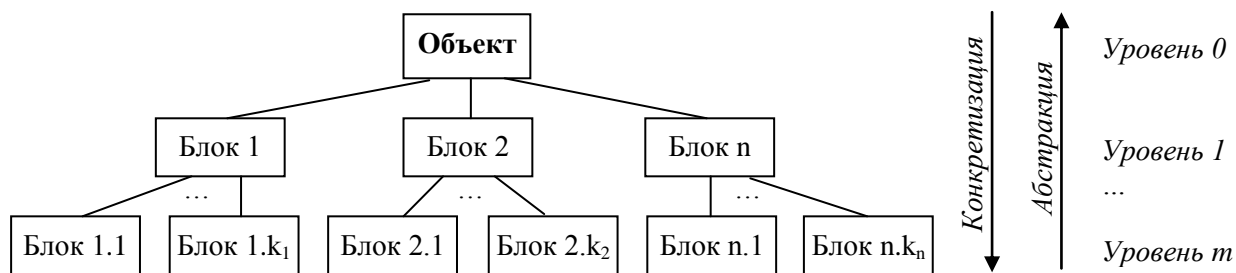 Объект
Уровень 0
Блок 1
Блок 2
Блок n
Уровень 1
...
...
...
...
Блок 1.1
Блок 1.k₁
Блок 2.1
Блок 2.k₂
Блок n.1
Блок n.kₙ
Уровень m
Конкретизация
Абстракция